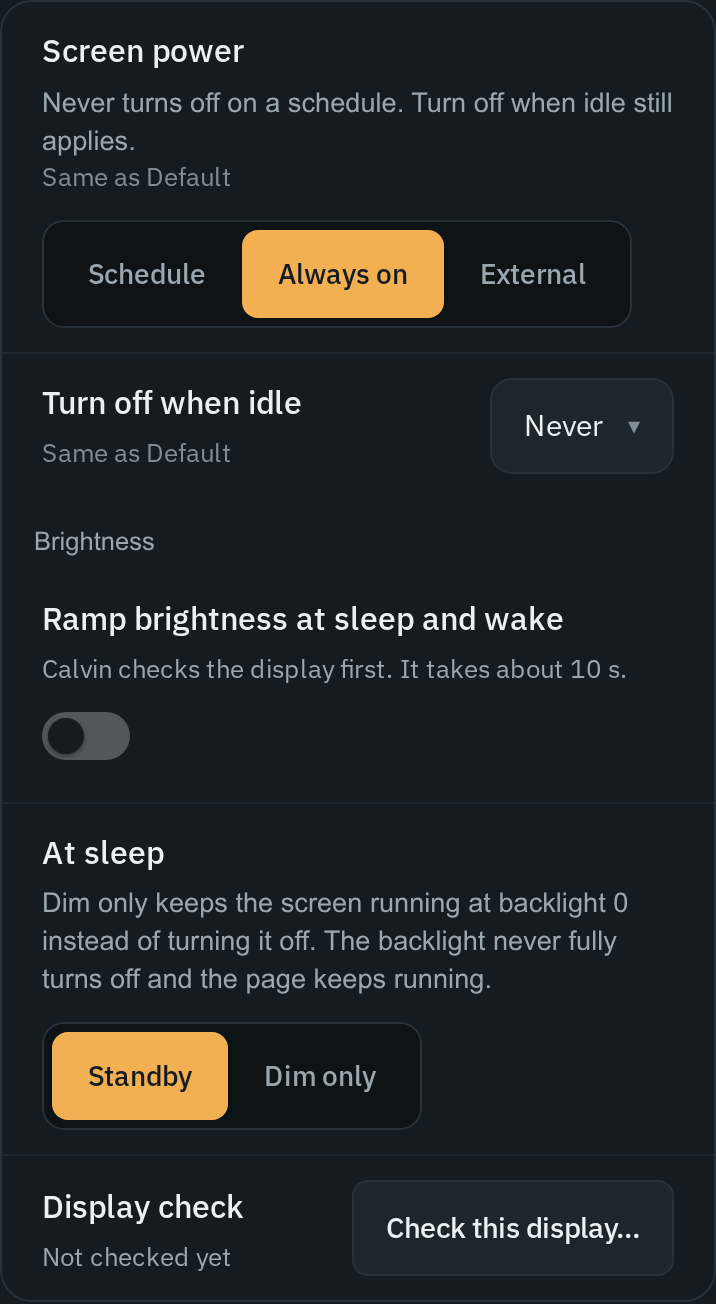 Screen power
Never turns off on a schedule. Turn off when idle still
applies.
Same as Default
Schedule Always on External
Turn off when idle
Never
Same as Default
Brightness
Ramp brightness at sleep and wake
Calvin checks the display first. It takes about 10 s.
At sleep
Dim only keeps the screen running at backlight 0
instead of turning it off. The backlight never fully
turns off and the page keeps running.
Standby Dim only
Display check
Check this display...
Not checked yet